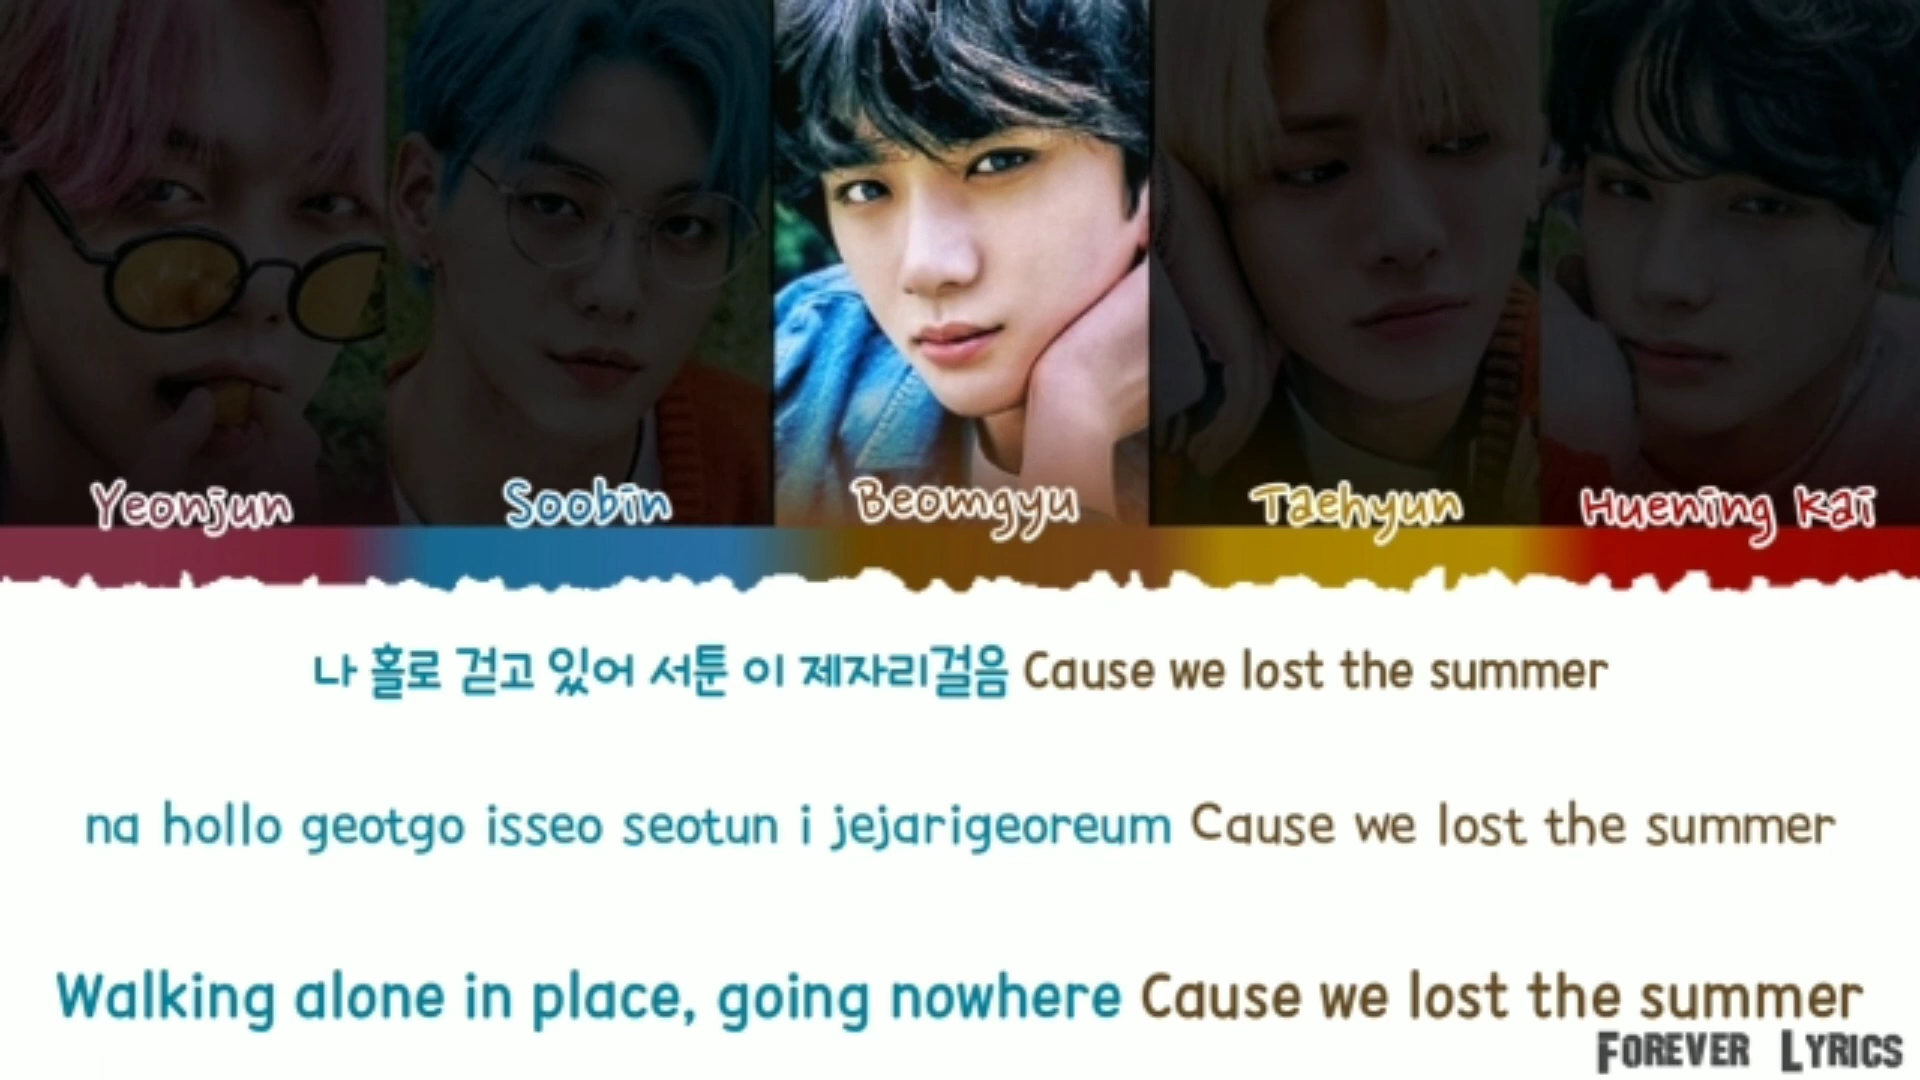 Yeonjun Soobin Beomgyu Taehyun Huening Kai
나 홀로 걷고 있어 서툰 이 제자리걸음 Cause we lost the summer
na hollo geotgo isseo seotun i jejarigeoreum Cause we lost the summer
Walking alone in place, going nowhere Cause we lost the summer
Forever Lyrics